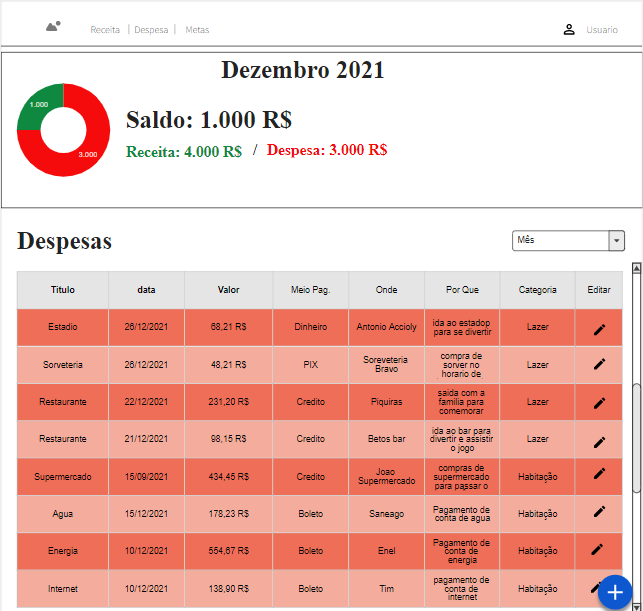 Receita | Despesa | Metas Usuario
Dezembro 2021
1.000
3.000
Saldo: 1.000 R$
Receita: 4.000 R$ / Despesa: 3.000 R$
Despesas
Mês
Titulo data Valor Meio Pag. Onde Por Que Categoria Editar
Estadio 26/12/2021 68,21 R$ Dinheiro Antonio Accioly ida ao estadop para se divertir Lazer
Sorveteria 26/12/2021 48,21 R$ PIX Soreveteria Bravo compra de sorver no horario de Lazer
Restaurante 22/12/2021 231,20 R$ Credito Piquiras saida com a familia para comemorar Lazer
Restaurante 21/12/2021 98,15 R$ Credito Betos bar ida ao bar para divertir e assistir o jogo Lazer
Supermercado 15/09/2021 434,45 R$ Credito Joao Supermercado compras de supermercado para passar o Habitação
Agua 15/12/2021 178,23 R$ Boleto Saneago Pagamento de conta de agua Habitação
Energia 10/12/2021 554,67 R$ Boleto Enel Pagamento de conta de energia Habitação
Internet 10/12/2021 138,90 R$ Boleto Tim pagamento de conta de internet Habitação